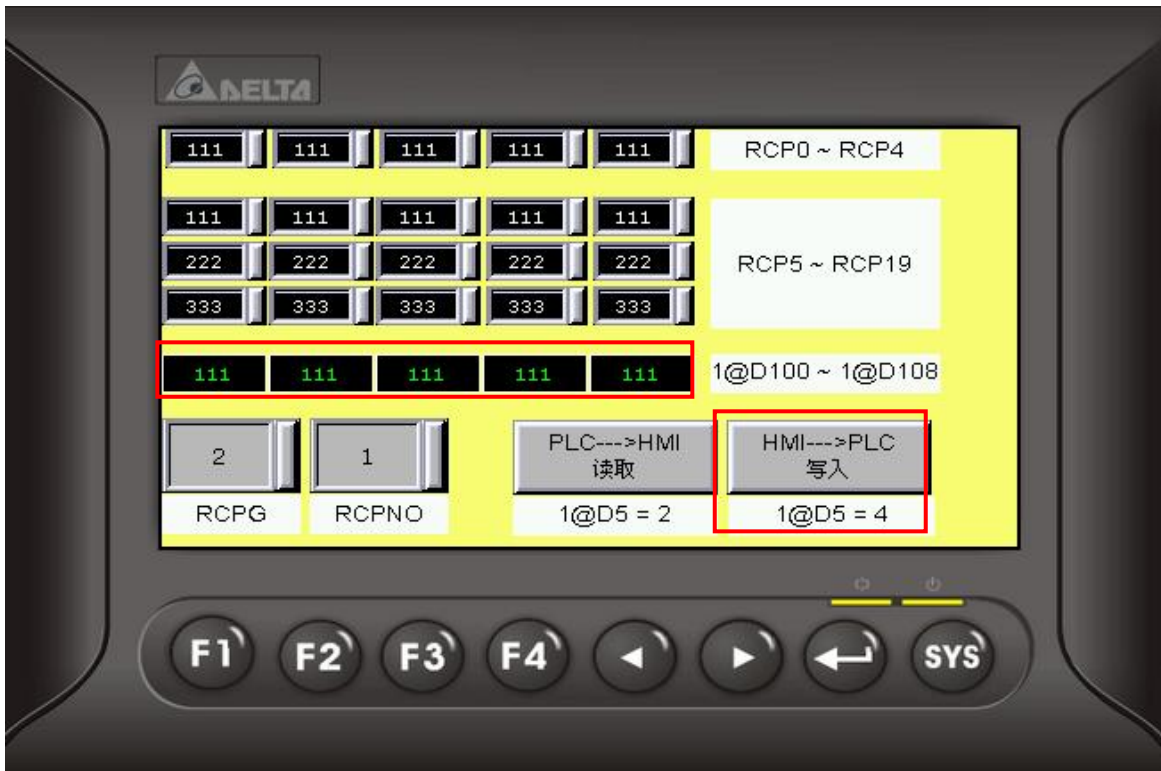 DELTA
111 111 111 111 111 RCP0 ~ RCP4
111 111 111 111 111
222 222 222 222 222 RCP5 ~ RCP19
333 333 333 333 333
111 111 111 111 111 1@D100 ~ 1@D108
2 1
PLC--->HMI
读取
HMI--->PLC
写入
RCPG RCPNO 1@D5 = 2 1@D5 = 4
F1 F2 F3 F4 SYS